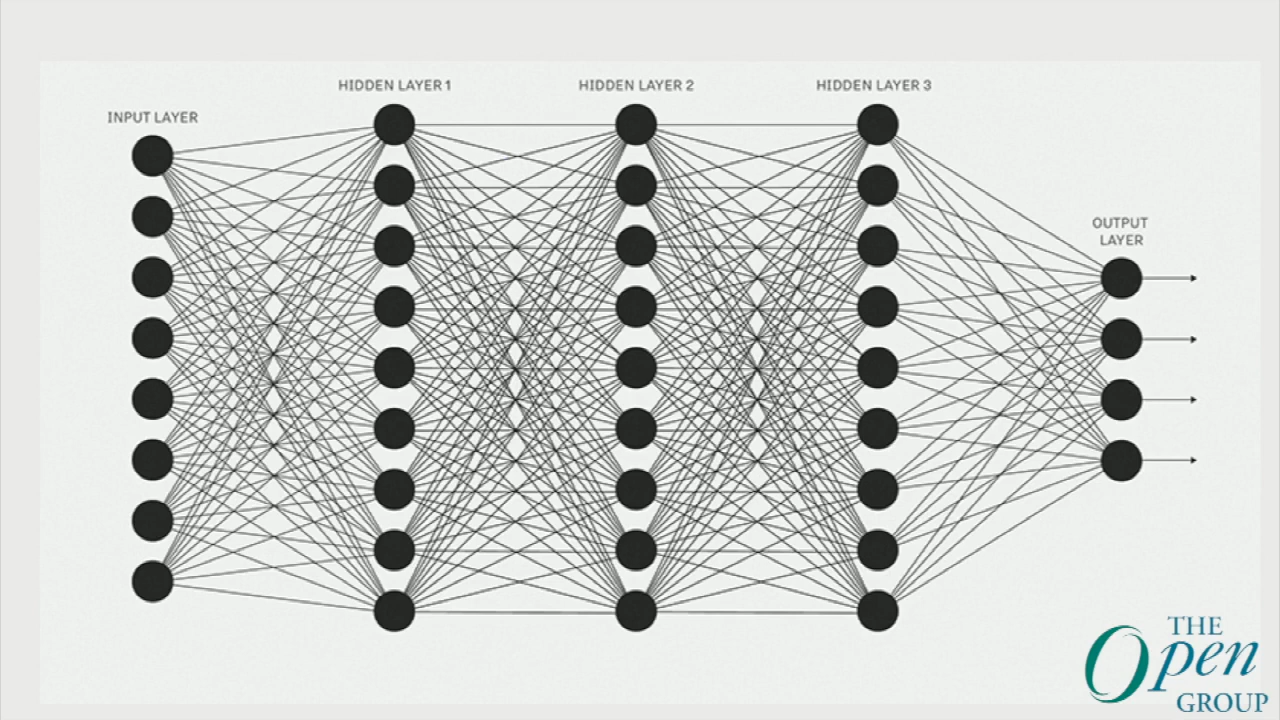 INPUT LAYER
HIDDEN LAYER 1
HIDDEN LAYER 2
HIDDEN LAYER 3
OUTPUT
LAYER
THE
Open
GROUP